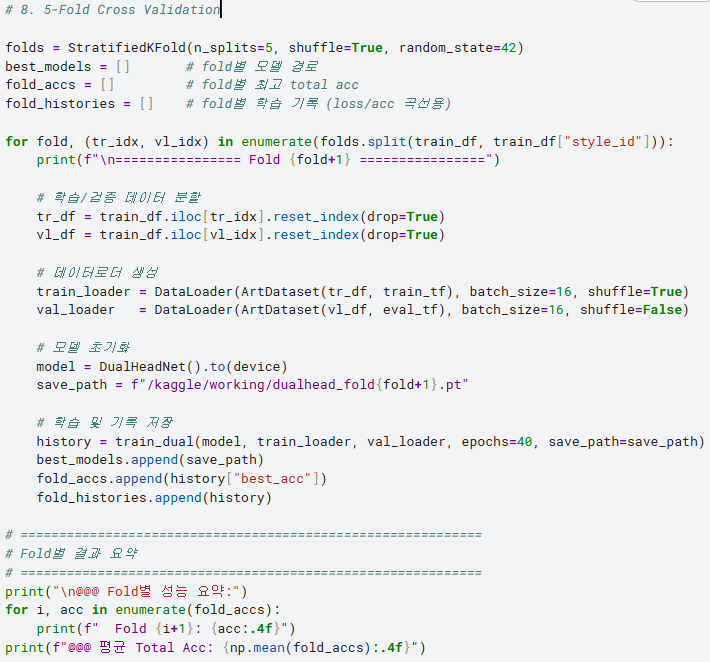 # 8. 5-Fold Cross Validation
folds = StratifiedKFold(n_splits=5, shuffle=True, random_state=42)
best_models = []       # fold별 모델 경로
fold_accs = []         # fold별 최고 total acc
fold_histories = []    # fold별 학습 기록 (loss/acc 곡선용)
for fold, (tr_idx, vl_idx) in enumerate(folds.split(train_df, train_df["style_id"])):
    print(f"\n================ Fold {fold+1} ================")
    # 학습/검증 데이터 분할
    tr_df = train_df.iloc[tr_idx].reset_index(drop=True)
    vl_df = train_df.iloc[vl_idx].reset_index(drop=True)
    # 데이터로더 생성
    train_loader = DataLoader(ArtDataset(tr_df, train_tf), batch_size=16, shuffle=True)
    val_loader   = DataLoader(ArtDataset(vl_df, eval_tf), batch_size=16, shuffle=False)
    # 모델 초기화
    model = DualHeadNet().to(device)
    save_path = f"/kaggle/working/dualhead_fold{fold+1}.pt"
    # 학습 및 기록 저장
    history = train_dual(model, train_loader, val_loader, epochs=40, save_path=save_path)
    best_models.append(save_path)
    fold_accs.append(history["best_acc"])
    fold_histories.append(history)
# ============================================================
# Fold별 결과 요약
# ============================================================
print("\n@@@ Fold별 성능 요약:")
for i, acc in enumerate(fold_accs):
    print(f"  Fold {i+1}: {acc:.4f}")
print(f"@@@ 평균 Total Acc: {np.mean(fold_accs):.4f}")